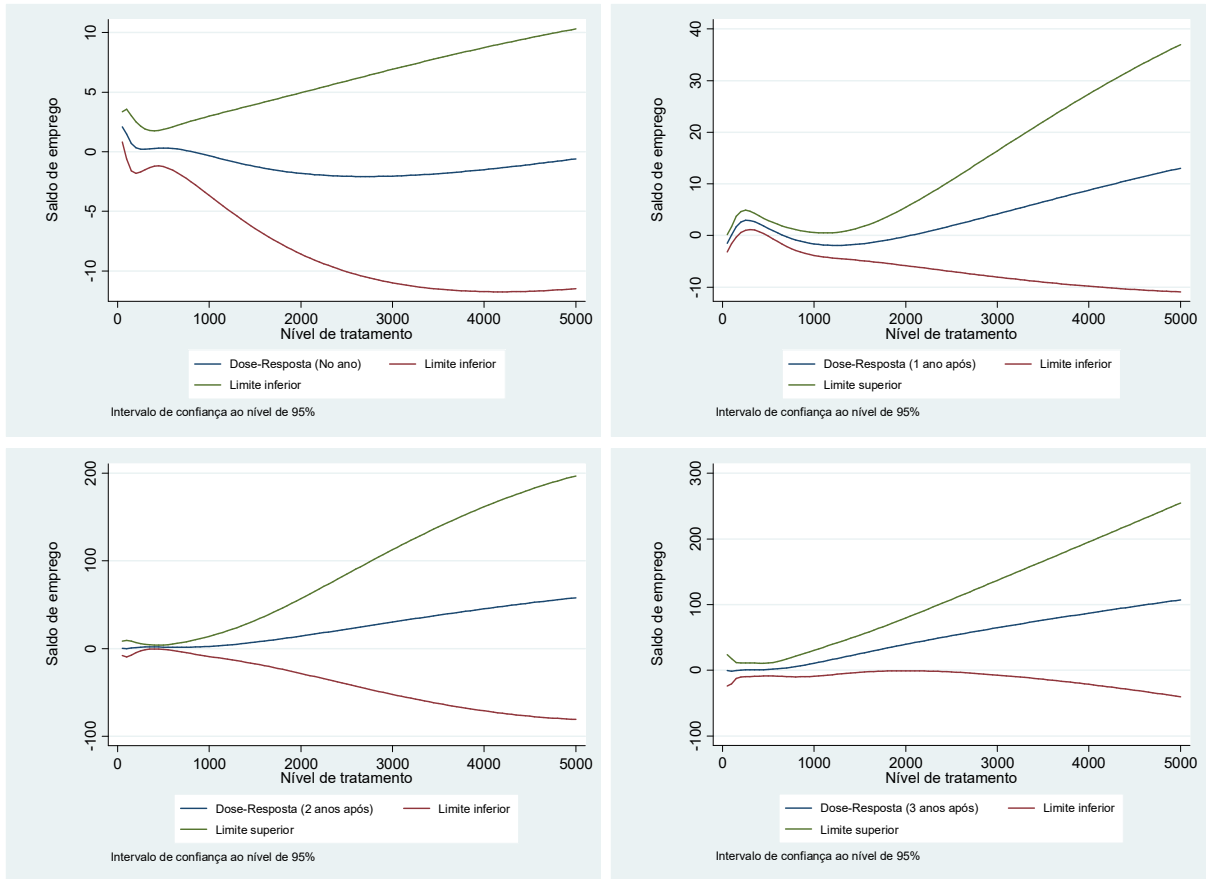 Saldo de emprego
10
5
0
-5
-10
0 1000 2000 3000 4000 5000
Nível de tratamento
Dose-Resposta (No ano) Limite inferior
Limite inferior
Intervalo de confiança ao nível de 95%
Saldo de emprego
40
30
20
10
0
-10
0 1000 2000 3000 4000 5000
Nível de tratamento
Dose-Resposta (1 ano após) Limite inferior
Limite superior
Intervalo de confiança ao nível de 95%
Saldo de emprego
200
100
0
-100
0 1000 2000 3000 4000 5000
Nível de tratamento
Dose-Resposta (2 anos após) Limite inferior
Limite superior
Intervalo de confiança ao nível de 95%
Saldo de emprego
300
200
100
0
-100
0 1000 2000 3000 4000 5000
Nível de tratamento
Dose-Resposta (3 anos após) Limite inferior
Limite superior
Intervalo de confiança ao nível de 95%